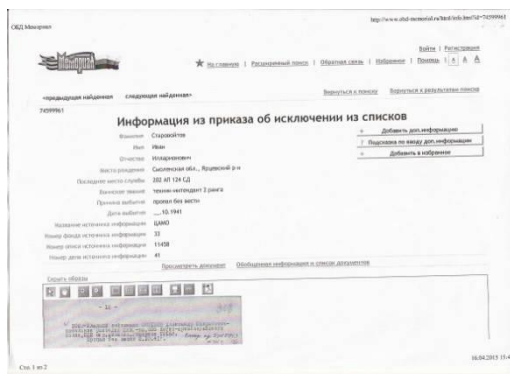 ОБД Мемориал
http://www.obd-memorial.ru/html/info.htm?id=74599961
Войти | Регистрация
На главную | Расширенный поиск | Обратная связь | Избранное | Помощь | A A A
«предыдущая найденная следующая найденная»
Вернуться к поиску Вернуться к результатам поиска
74599961
Информация из приказа об исключении из списков
Фамилия Старовойтов
Имя Иван
Отчество Илларионович
Место рождения Смоленская обл., Ярцевский р-н
Последнее место службы 202 АП 124 СД
Воинское звание техник-интендант 2 ранга
Причина выбытия пропал без вести
Дата выбытия __.10.1941
Название источника информации ЦАМО
Номер фонда источника информации 33
Номер описи источника информации 11458
Номер дела источника информации 41
+ Добавить доп.информацию
? Подсказка по вводу доп.информации
+ Добавить в избранное
Просмотреть документ Обобщенная информация и список документов
Скрыть образы
Стр. 1 из 2